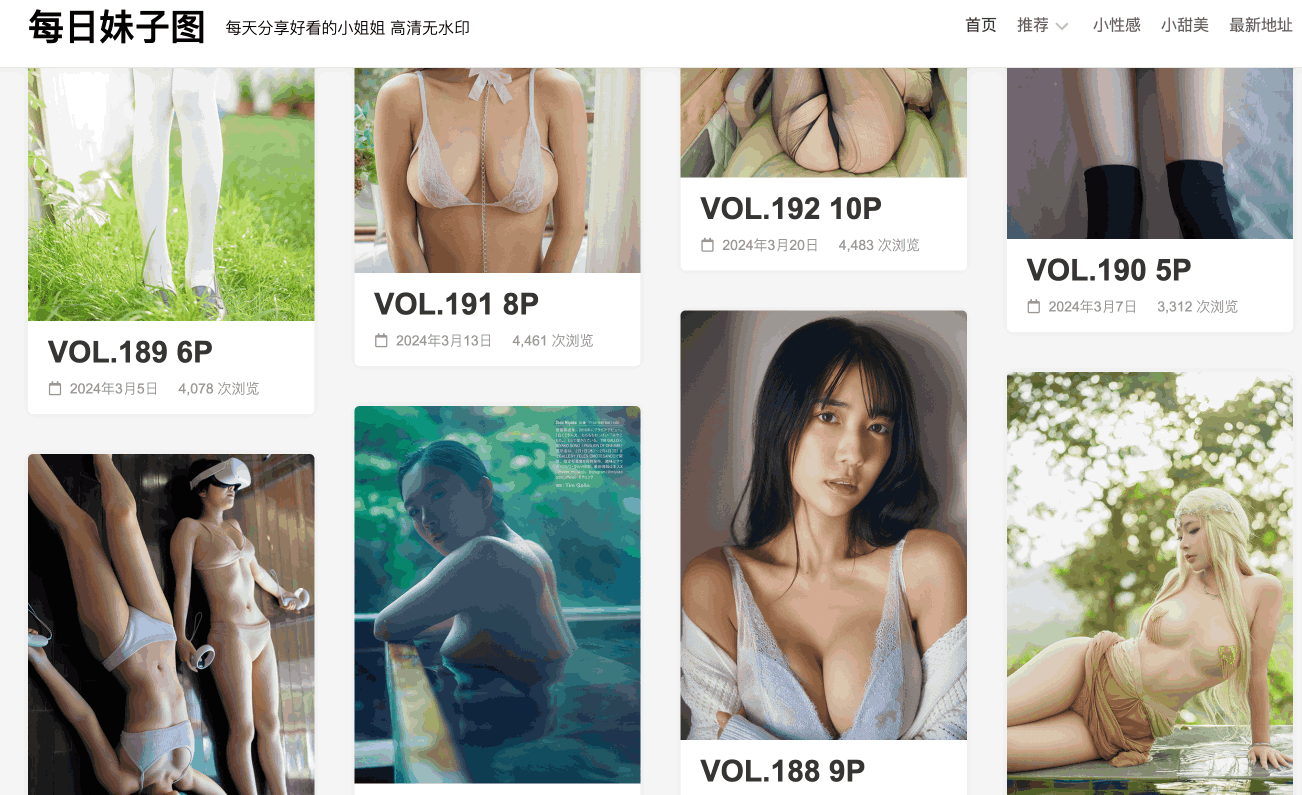 每日妹子图
每天分享好看的小姐姐 高清无水印
首页
推荐
小性感
小甜美
最新地址
VOL.189 6P
2024年3月5日 4,078 次浏览
VOL.191 8P
2024年3月13日 4,461 次浏览
VOL.192 10P
2024年3月20日 4,483 次浏览
VOL.188 9P
VOL.190 5P
2024年3月7日 3,312 次浏览